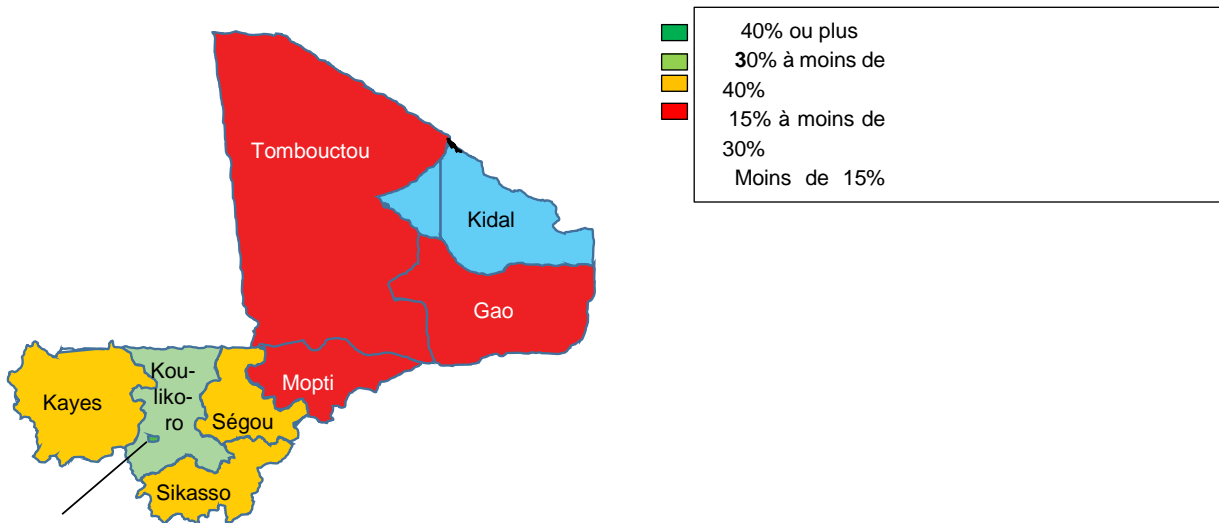 40% ou plus
30% à moins de
40%
15% à moins de
30%
Moins de 15%
Tombouctou
Kidal
Gao
Mopti
Kou-
liko-
ro
Kayes
Ségou
Sikasso